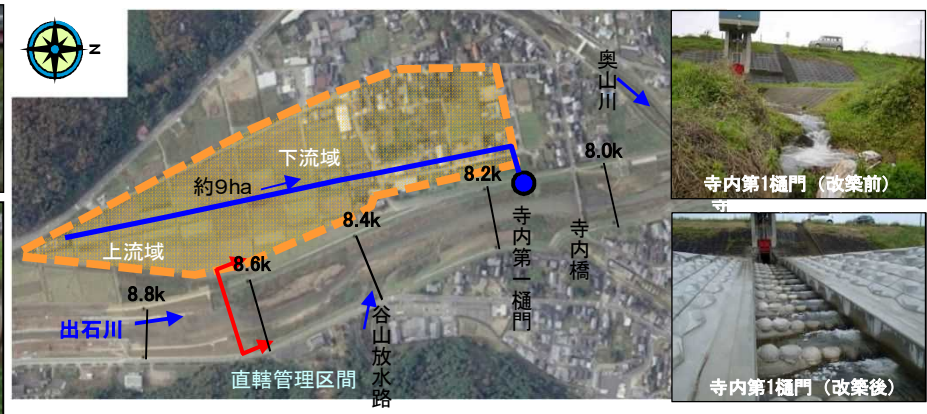 N
奥山川
下流域
8.0k
8.2k
約9ha
8.4k
寺内第一樋門
寺内橋
上流域
8.6k
8.8k
出石川
谷山放水路
直轄管理区間
寺内第1樋門（改築前）
寺
寺内第1樋門（改築後）